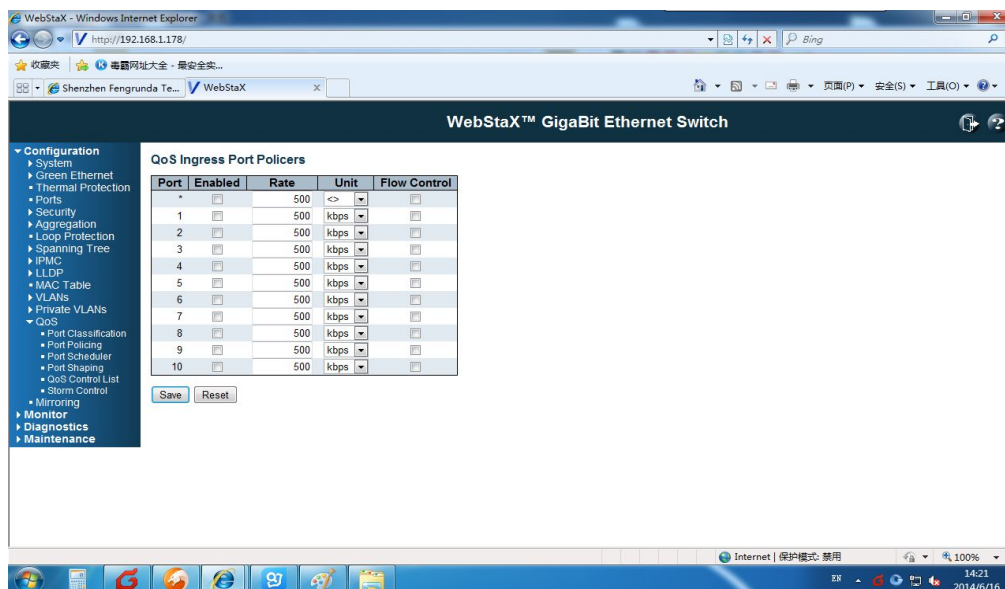 WebStaX - Windows Internet Explorer
http://192.168.1.178/
Bing
收藏夹
毒霸网址大全 - 最安全实...
Shenzhen Fengrunda Te...
WebStaX
页面(P)
安全(S)
工具(O)
WebStaX™ GigaBit Ethernet Switch
Configuration
System
Green Ethernet
Thermal Protection
Ports
Security
Aggregation
Loop Protection
Spanning Tree
IPMC
LLDP
MAC Table
VLANs
Private VLANs
QoS
Port Classification
Port Policing
Port Scheduler
Port Shaping
QoS Control List
Storm Control
Mirroring
Monitor
Diagnostics
Maintenance
QoS Ingress Port Policers
Port Enabled Rate Unit Flow Control
* 500 <>
1 500 kbps
2 500 kbps
3 500 kbps
4 500 kbps
5 500 kbps
6 500 kbps
7 500 kbps
8 500 kbps
9 500 kbps
10 500 kbps
Save Reset
Internet | 保护模式: 禁用
100%
EN
14:21
2014/6/16